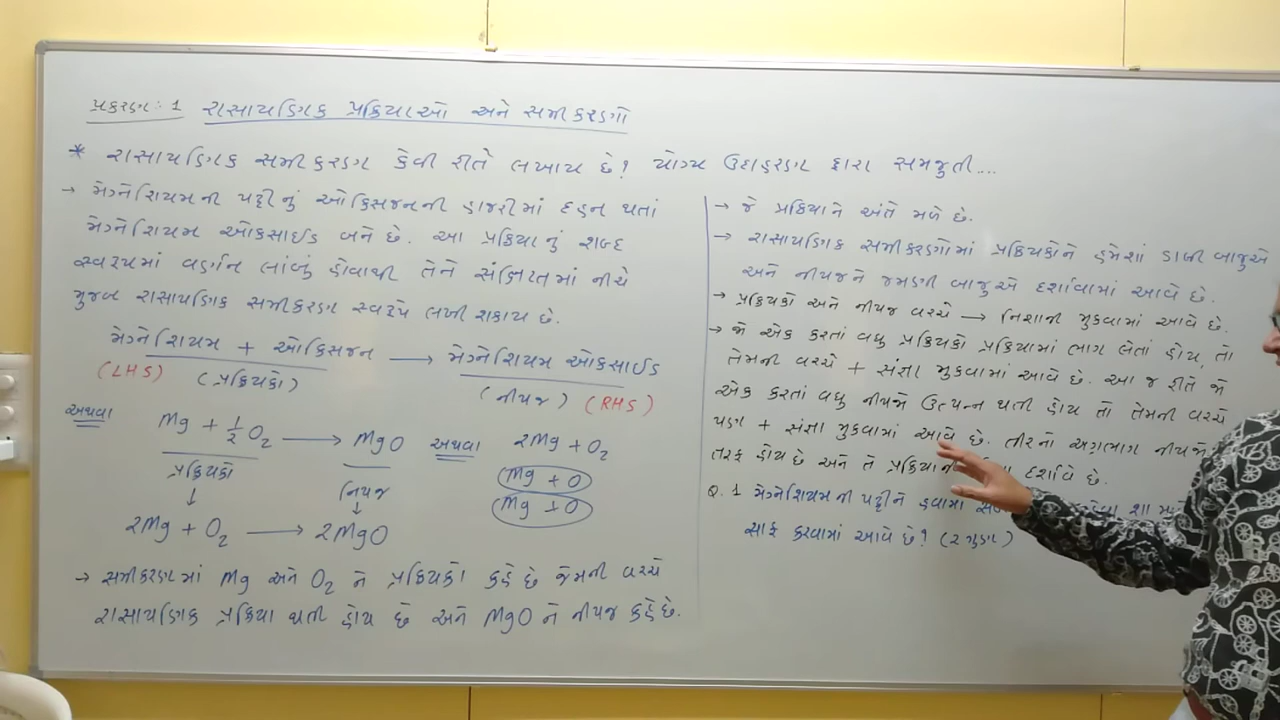 પ્રકરણ : 1 રાસાયણિક પ્રક્રિયાઓ અને સમીકરણો
* રાસાયણિક સમીકરણ કેવી રીતે લખાય છે? યોગ્ય ઉદાહરણ દ્વારા સમજુતી....
→ મેગ્નેશિયમની પટ્ટીનું ઓક્સિજનની હાજરીમાં દહન થતાં
મેગ્નેશિયમ ઓક્સાઈડ બને છે. આ પ્રક્રિયાનું શબ્દ
સ્વરૂપમાં વર્ણન લાંબું હોવાથી તેને સંક્ષિપ્તમાં નીચે
મુજબ રાસાયણિક સમીકરણ સ્વરૂપે લખી શકાય છે.
મેગ્નેશિયમ + ઓક્સિજન → મેગ્નેશિયમ ઓક્સાઈડ
(LHS) (પ્રક્રિયકો) (નીપજ) (RHS)
અથવા Mg + 1/2 O2 → MgO અથવા 2Mg + O2
પ્રક્રિયકો નિપજ Mg + O
↓ ↓ Mg + O
2Mg + O2 → 2MgO
→ સમીકરણમાં Mg અને O2 ને પ્રક્રિયકો કહે છે જેમની વચ્ચે
રાસાયણિક પ્રક્રિયા થતી હોય છે અને MgO ને નીપજ કહે છે.
→ જે પ્રક્રિયાને અંતે મળે છે.
→ રાસાયણિક સમીકરણોમાં પ્રક્રિયકોને હંમેશાં ડાબી બાજુએ
અને નીપજને જમણી બાજુએ દર્શાવામાં આવે છે.
→ પ્રક્રિયકો અને નીપજ વચ્ચે → નિશાની મુકવામાં આવે છે.
→ જો એક કરતાં વધુ પ્રક્રિયકો પ્રક્રિયામાં ભાગ લેતાં હોય, તો
તેમની વચ્ચે + સંજ્ઞા મુકવામાં આવે છે. આ જ રીતે જો
એક કરતાં વધુ નીપજો ઉત્પન્ન થતી હોય તો તેમની વચ્ચે
પણ + સંજ્ઞા મુકવામાં આવે છે. તીરનો અગ્રભાગ નીપજો
તરફ હોય છે અને તે પ્રક્રિયાની દર્શાવે છે.
Q. 1 મેગ્નેશિયમની પટ્ટીને હવામાં શા
સાફ કરવામાં આવે છે? (2 ગુણ)